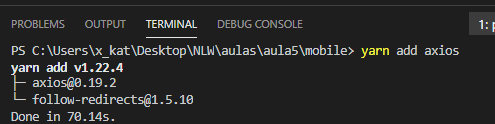 PROBLEMS OUTPUT TERMINAL DEBUG CONSOLE 1:
PS C:\Users\x_kat\Desktop\NLW\aulas\aula5\mobile> yarn add axios
yarn add v1.22.4
├─ axios@0.19.2
└─ follow-redirects@1.5.10
Done in 70.14s.